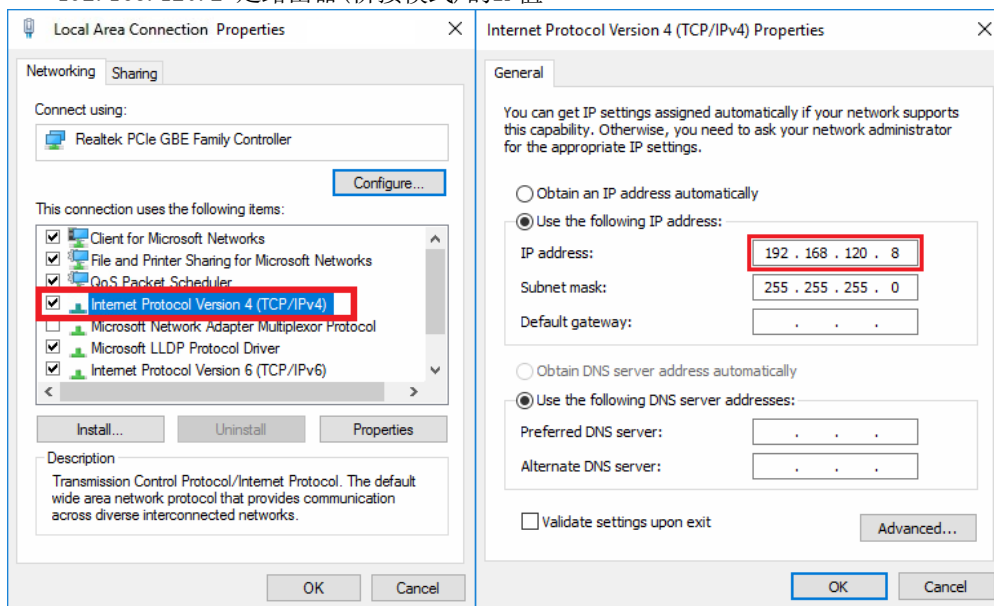 Local Area Connection Properties
Networking Sharing
Connect using:
Realtek PCIe GBE Family Controller
Configure...
This connection uses the following items:
Client for Microsoft Networks
File and Printer Sharing for Microsoft Networks
QoS Packet Scheduler
Internet Protocol Version 4 (TCP/IPv4)
Microsoft Network Adapter Multiplexor Protocol
Microsoft LLDP Protocol Driver
Internet Protocol Version 6 (TCP/IPv6)
Install... Uninstall Properties
Description
Transmission Control Protocol/Internet Protocol. The default
wide area network protocol that provides communication
across diverse interconnected networks.
OK Cancel
Internet Protocol Version 4 (TCP/IPv4) Properties
General
You can get IP settings assigned automatically if your network supports
this capability. Otherwise, you need to ask your network administrator
for the appropriate IP settings.
Obtain an IP address automatically
Use the following IP address:
IP address: 192 . 168 . 120 . 8
Subnet mask: 255 . 255 . 255 . 0
Default gateway: . . .
Obtain DNS server address automatically
Use the following DNS server addresses:
Preferred DNS server: . . .
Alternate DNS server: . . .
Validate settings upon exit
Advanced...
OK Cancel